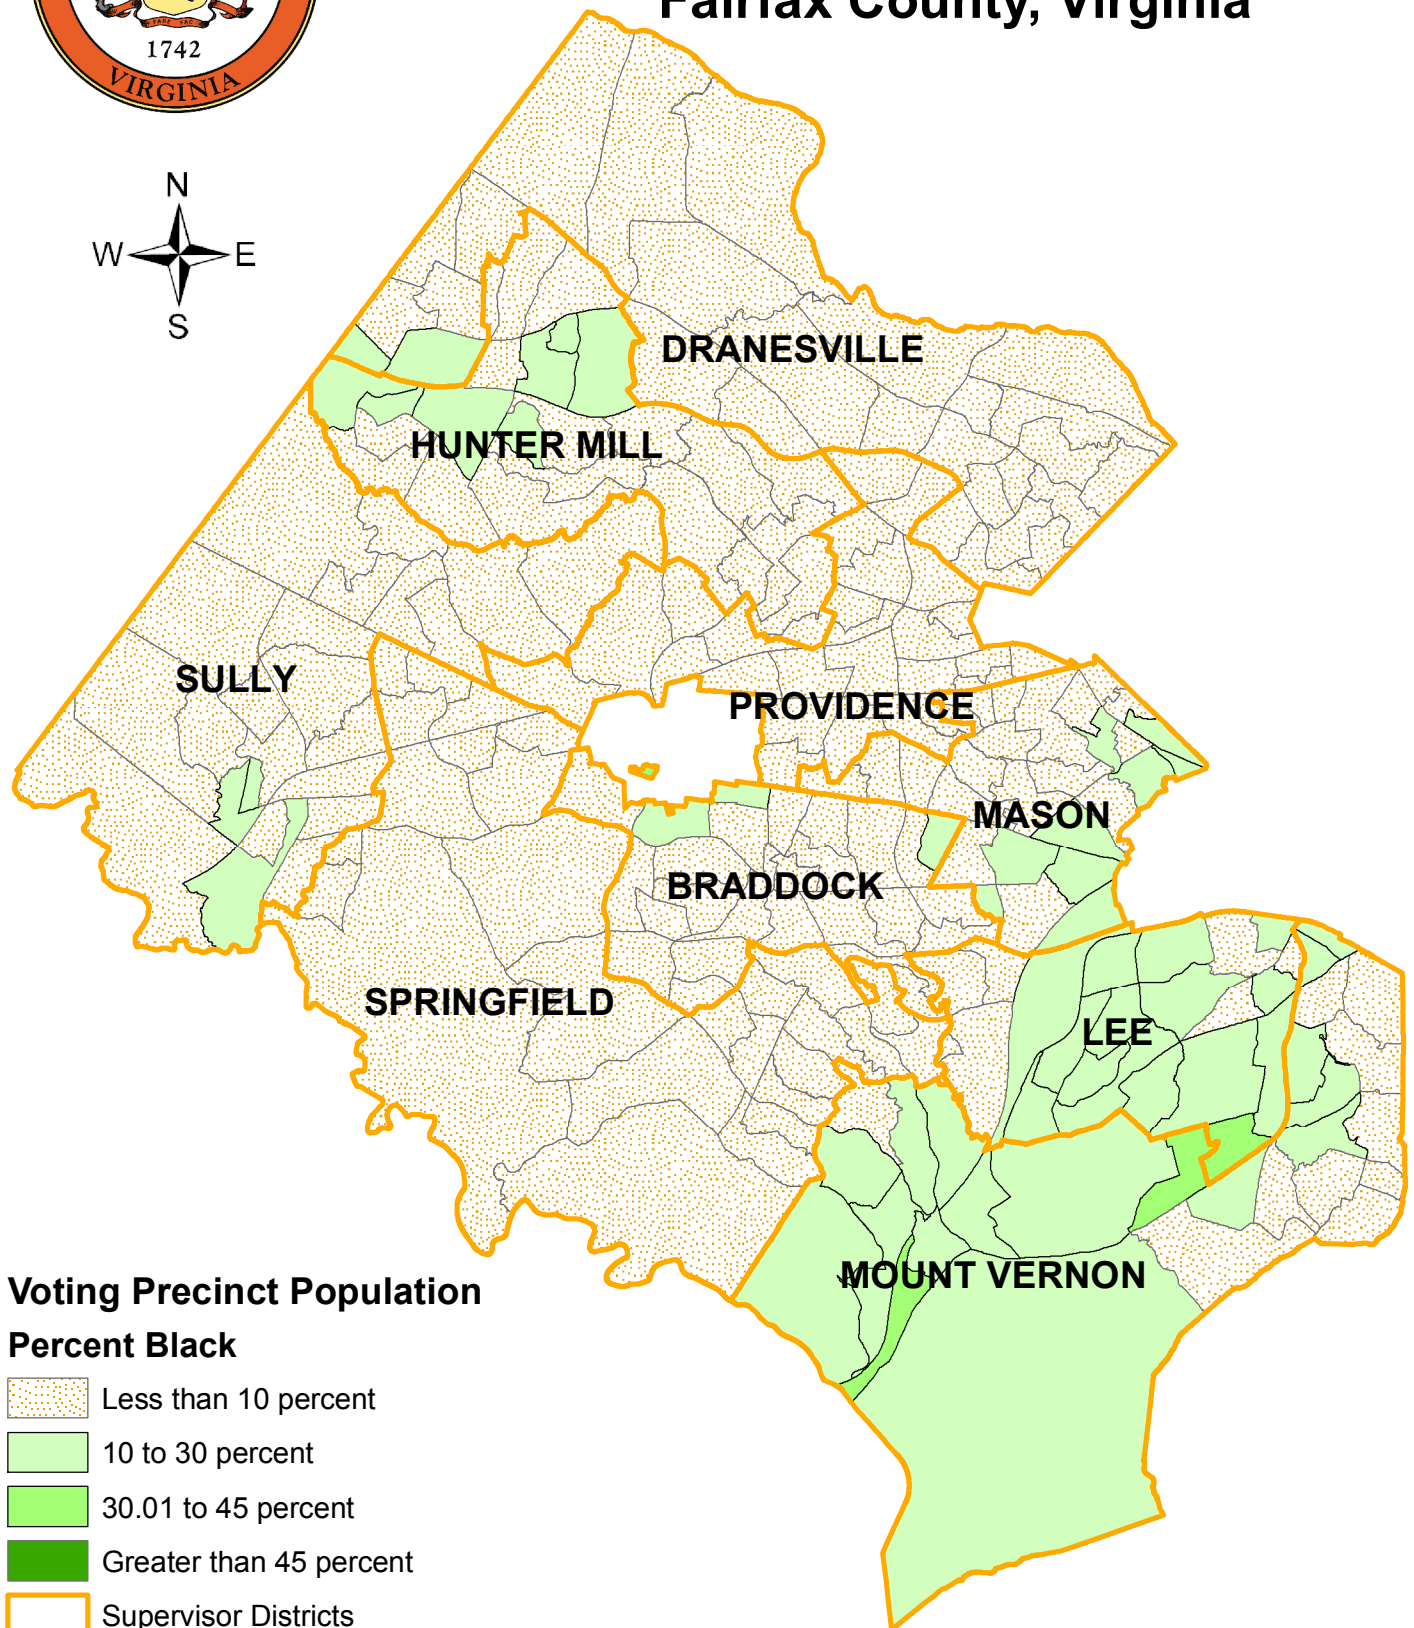 Fairfax County, Virginia
FARE FAC
1742
VIRGINIA
N
W E
S
DRANESVILLE
HUNTER MILL
SULLY
PROVIDENCE
MASON
BRADDOCK
SPRINGFIELD
LEE
MOUNT VERNON
Voting Precinct Population
Percent Black
Less than 10 percent
10 to 30 percent
30.01 to 45 percent
Greater than 45 percent
Supervisor Districts